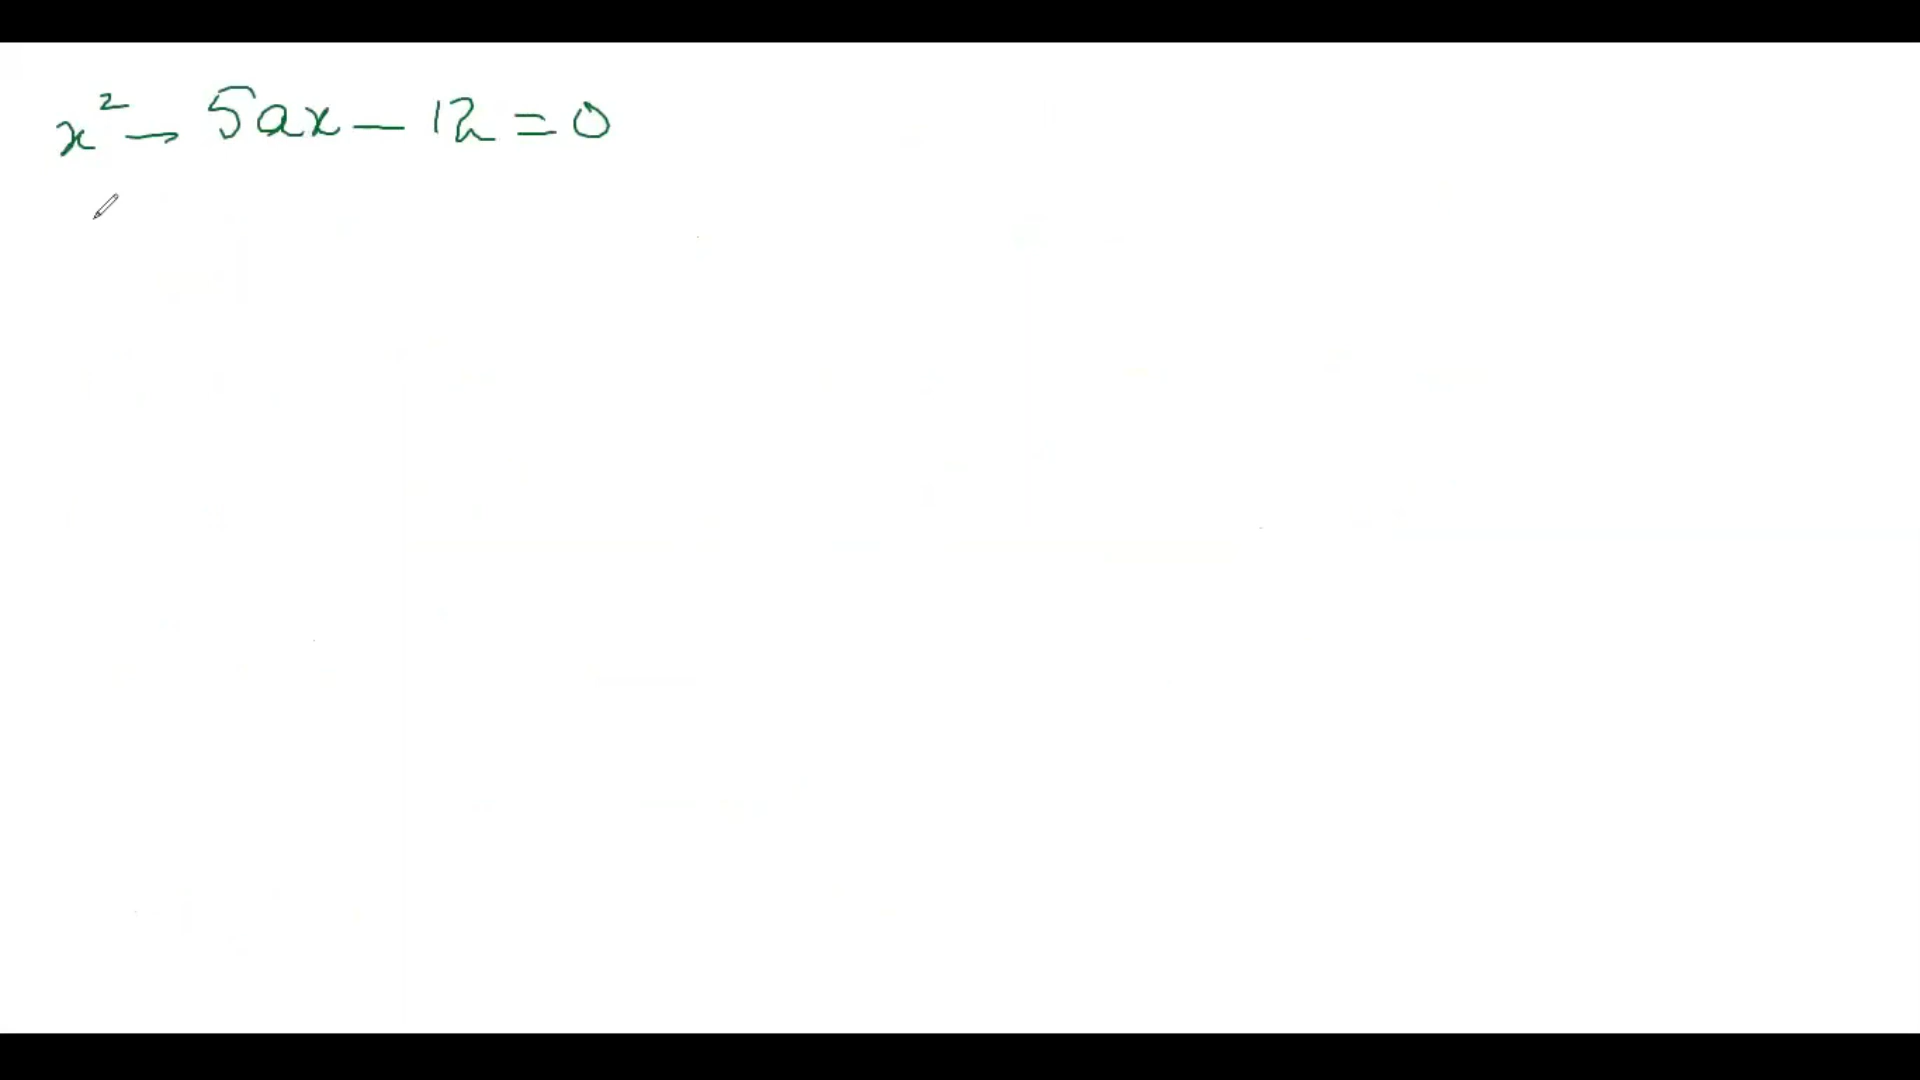 x² - 5ax - 12 = 0